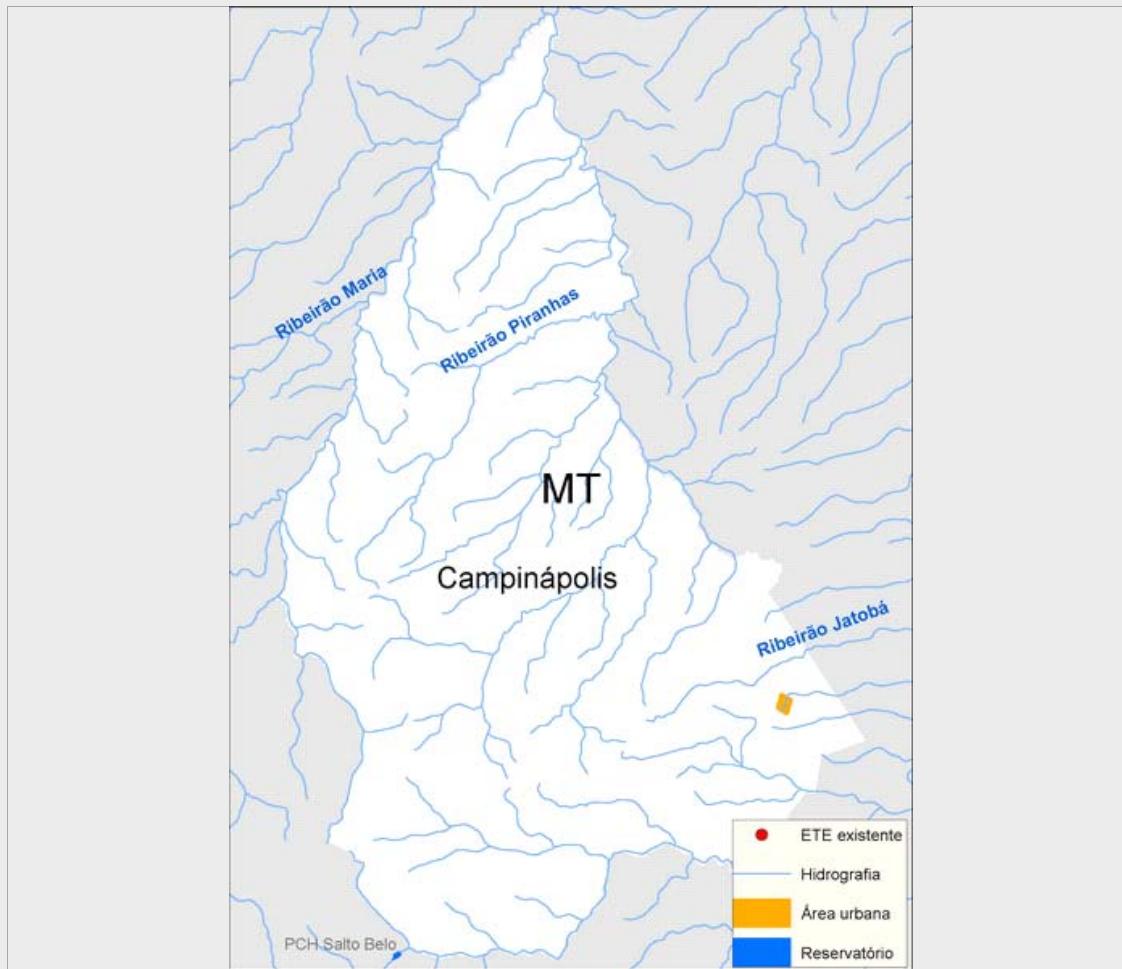 Ribeirão Maria
Ribeirão Piranhas
MT
Campinápolis
Ribeirão Jatobá
ETE existente
Hidrografia
Área urbana
PCH Salto Belo
Reservatório